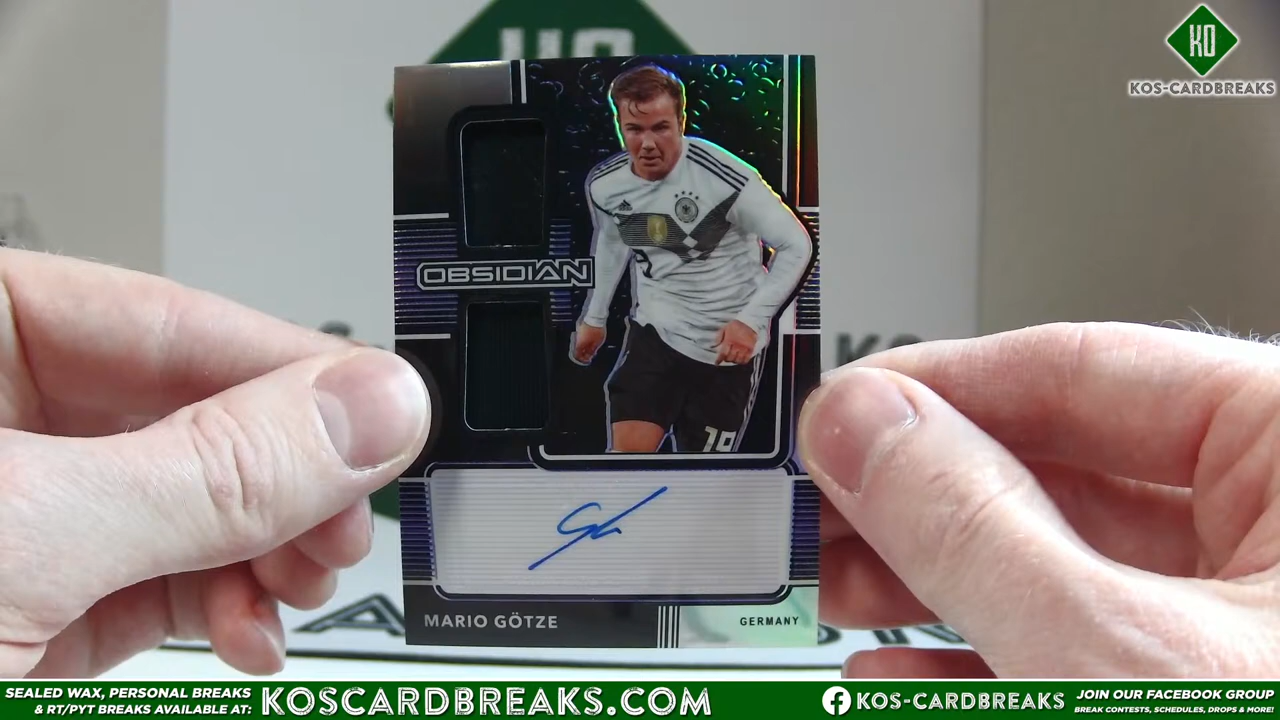 KO
KOS-CARDBREAKS
OBSIDIAN
19
MARIO GÖTZE
GERMANY
SEALED WAX, PERSONAL BREAKS
& RT/PYT BREAKS AVAILABLE AT:
KOSCARDBREAKS.COM
KOS-CARDBREAKS
JOIN OUR FACEBOOK GROUP
BREAK CONTESTS, SCHEDULES, DROPS & MORE!